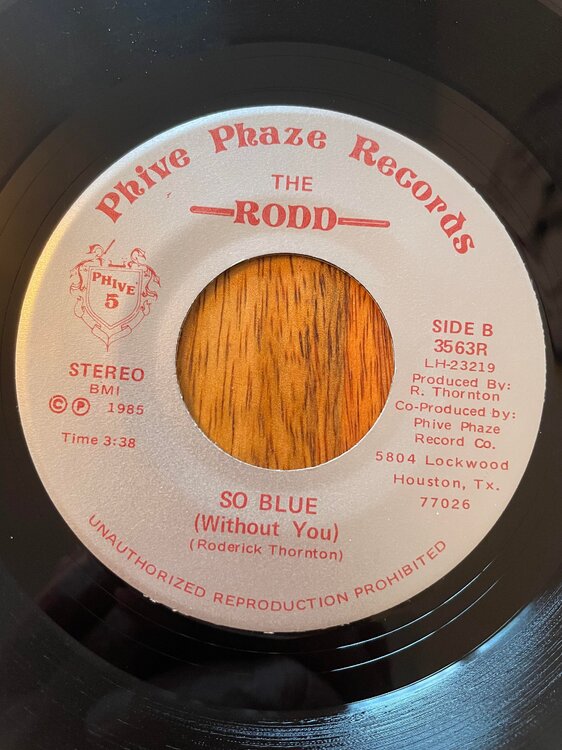 Phive Phaze Records
THE
RODD
PHIVE
5
STEREO
BMI
© ℗ 1985
Time 3:38
SIDE B
3563R
LH-23219
Produced By:
R. Thornton
Co-Produced by:
Phive Phaze
Record Co.
5804 Lockwood
Houston, Tx.
77026
SO BLUE
(Without You)
(Roderick Thornton)
UNAUTHORIZED REPRODUCTION PROHIBITED